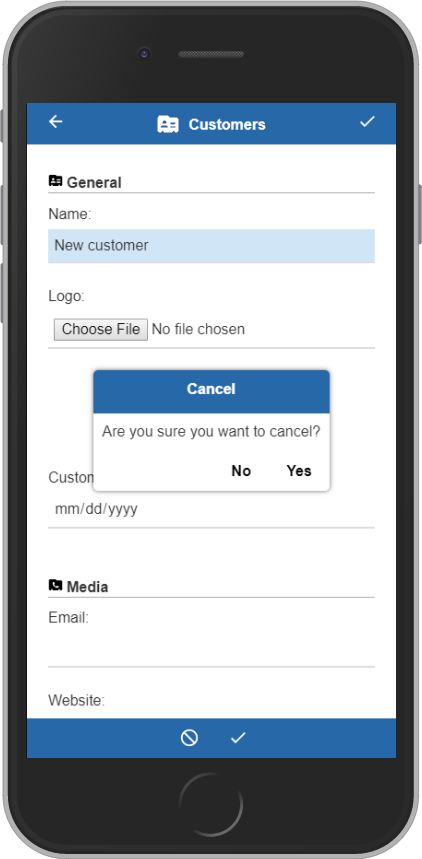 Customers
General
Name:
New customer
Logo:
Choose File No file chosen
Cancel
Are you sure you want to cancel?
No Yes
Custom
mm/dd/yyyy
Media
Email:
Website: